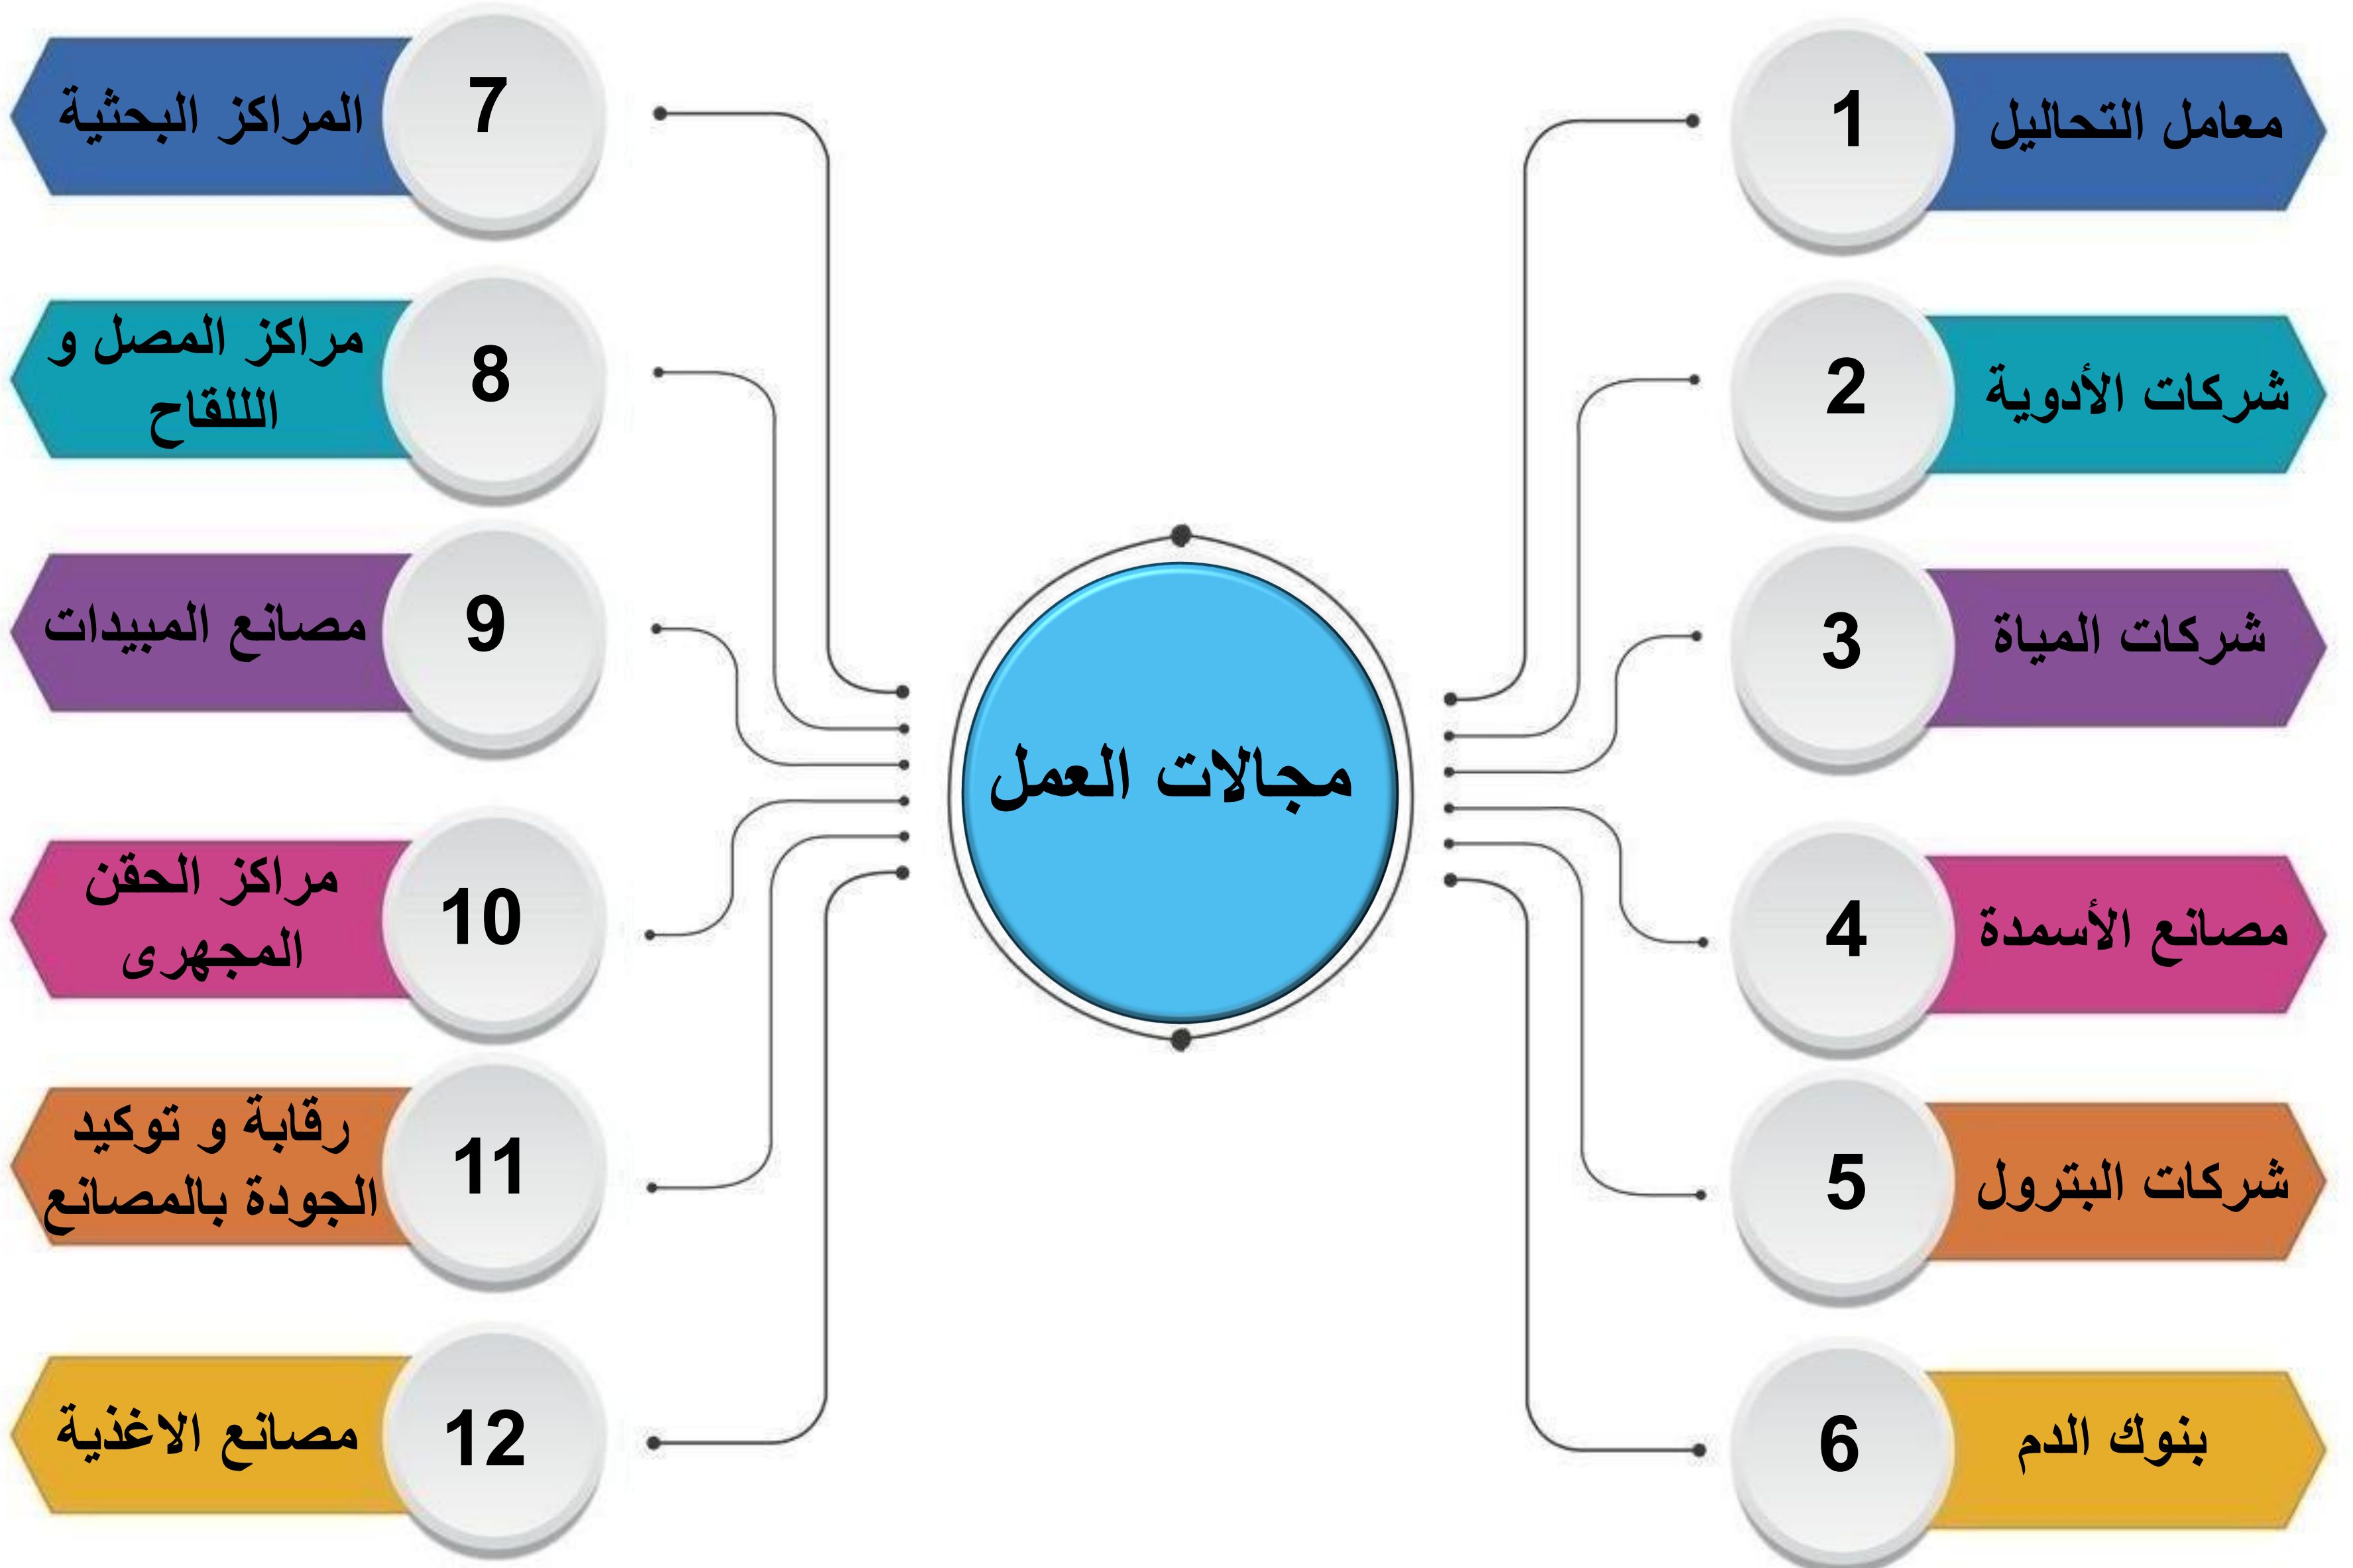 مجالات العمل
1
معامل التحاليل
2
شركات الأدوية
3
شركات المياة
4
مصانع الأسمدة
5
شركات البترول
6
بنوك الدم
7
المراكز البحثية
8
مراكز المصل و
الللقاح
9
مصانع المبيدات
10
مراكز الحقن
المجهرى
11
رقابة و توكيد
الجودة بالمصانع
12
مصانع الاغذية